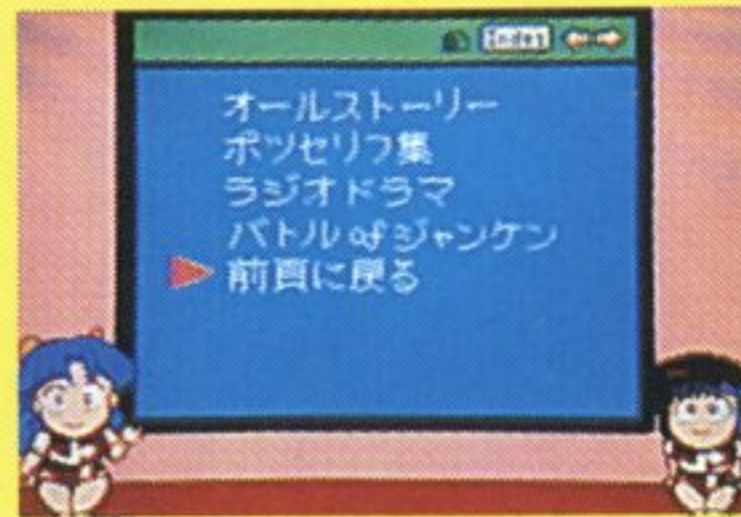 Index
オールストーリー
ボツセリフ集
ラジオドラマ
バトルofジャンケン
前頁に戻る